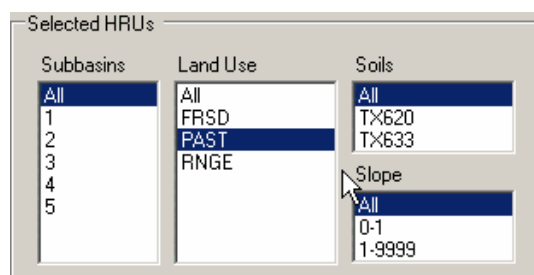 Selected HRUs
Subbasins
All
1
2
3
4
5
Land Use
All
FRSD
PAST
RNGE
Soils
All
TX620
TX633
Slope
All
0-1
1-9999